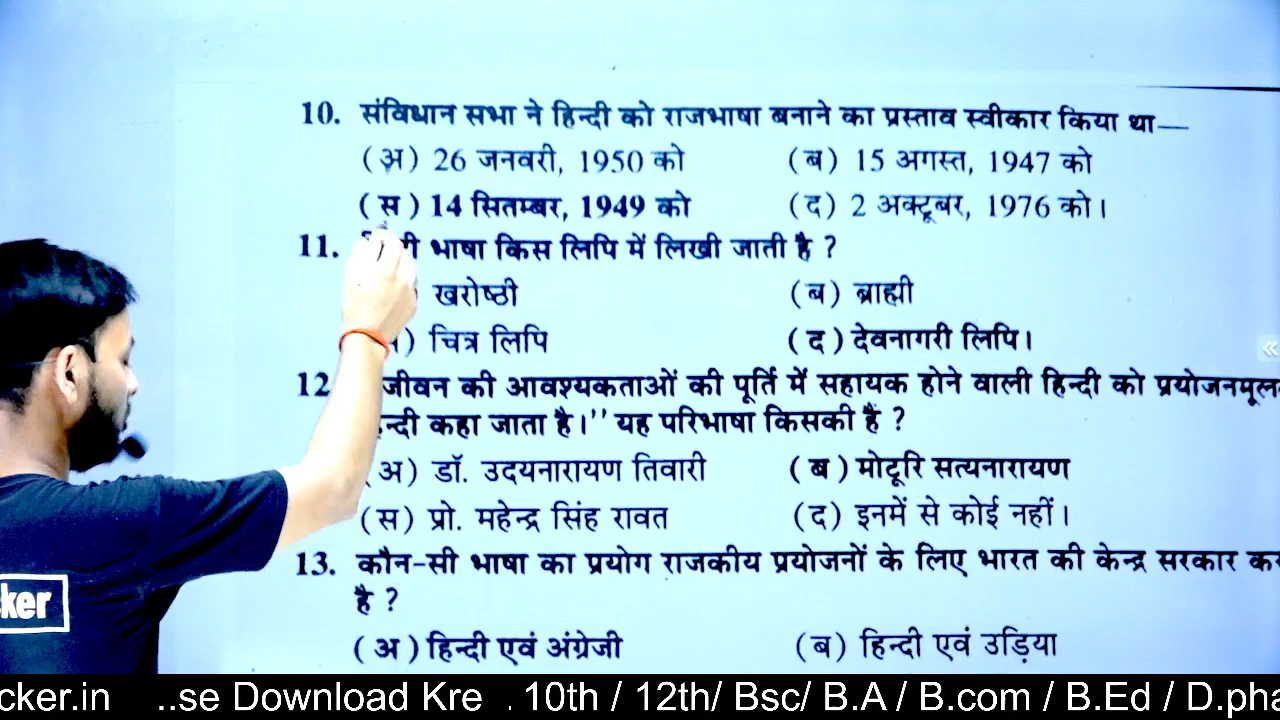 10. संविधान सभा ने हिन्दी को राजभाषा बनाने का प्रस्ताव स्वीकार किया था—
(अ) 26 जनवरी, 1950 को (ब) 15 अगस्त, 1947 को
(स) 14 सितम्बर, 1949 को (द) 2 अक्टूबर, 1976 को।
11. भाषा किस लिपि में लिखी जाती है ?
खरोष्ठी (ब) ब्राह्मी
) चित्र लिपि (द) देवनागरी लिपि।
12 जीवन की आवश्यकताओं की पूर्ति में सहायक होने वाली हिन्दी को प्रयोजनमूल
न्दी कहा जाता है।'' यह परिभाषा किसकी है ?
(अ) डॉ. उदयनारायण तिवारी (ब) मोटूरि सत्यनारायण
(स) प्रो. महेन्द्र सिंह रावत (द) इनमें से कोई नहीं।
13. कौन-सी भाषा का प्रयोग राजकीय प्रयोजनों के लिए भारत की केन्द्र सरकार कर
है ?
(अ) हिन्दी एवं अंग्रेजी (ब) हिन्दी एवं उड़िया
ker
cker.in ..se Download Kre . 10th / 12th/ Bsc/ B.A / B.com / B.Ed / D.pha